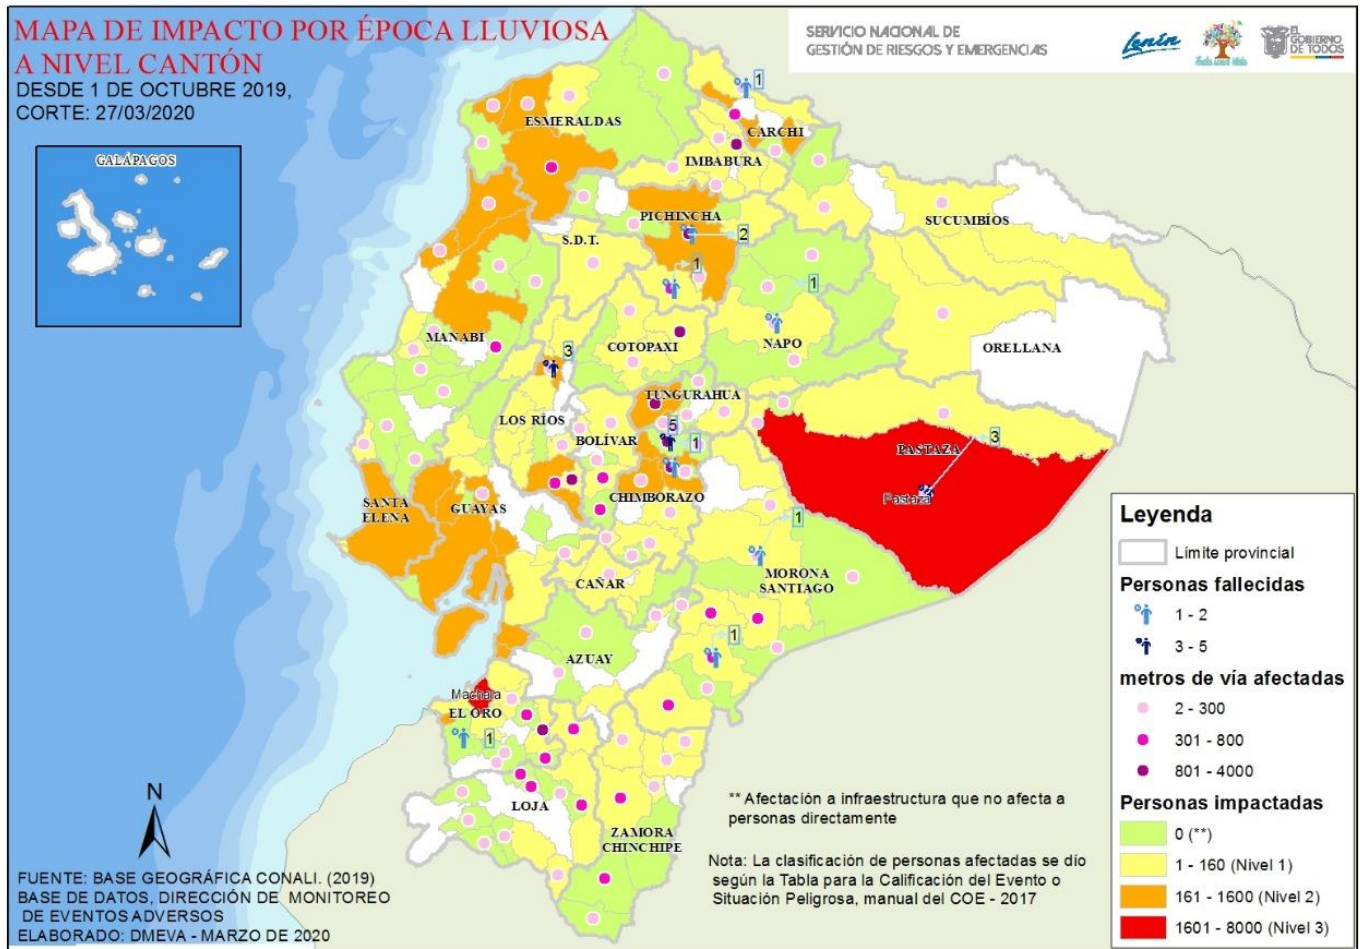 MAPA DE IMPACTO POR ÉPOCA LLUVIOSA
A NIVEL CANTÓN
DESDE 1 DE OCTUBRE 2019,
CORTE: 27/03/2020
SERVICIO NACIONAL DE
GESTIÓN DE RIESGOS Y EMERGENCIAS
Lenín
Toda una Vida
EL
GOBIERNO
DE TODOS
GALÁPAGOS
1
ESMERALDAS
CARCHI
IMBABURA
PICHINCHA
SUCUMBÍOS
S.D.T.
2
1
1
MANABÍ
COTOPAXI
NAPO
ORELLANA
3
TUNGURAHUA
LOS RÍOS
BOLÍVAR
5
1
PASTAZA
3
Pastaza
SANTA
ELENA
GUAYAS
CHIMBORAZO
1
CAÑAR
MORONA
SANTIAGO
1
AZUAY
Machala
EL ORO
1
LOJA
ZAMORA
CHINCHIPE
N
** Afectación a infraestructura que no afecta a
personas directamente
Nota: La clasificación de personas afectadas se dío
según la Tabla para la Calificación del Evento o
Situación Peligrosa, manual del COE - 2017
FUENTE: BASE GEOGRÁFICA CONALI. (2019)
BASE DE DATOS, DIRECCIÓN DE MONITOREO
DE EVENTOS ADVERSOS
ELABORADO: DMEVA - MARZO DE 2020
Leyenda
Límite provincial
Personas fallecidas
1 - 2
3 - 5
metros de vía afectadas
2 - 300
301 - 800
801 - 4000
Personas impactadas
0 (**)
1 - 160 (Nivel 1)
161 - 1600 (Nivel 2)
1601 - 8000 (Nivel 3)